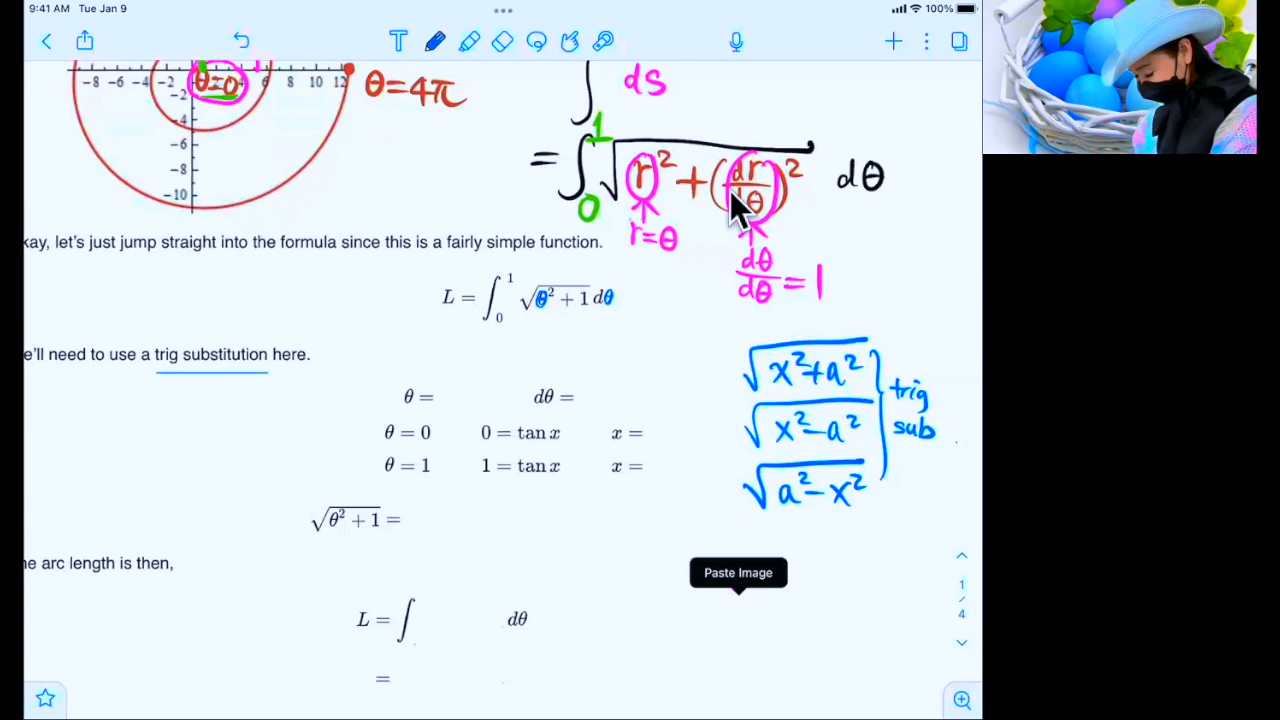 9:41 AM Tue Jan 9
100%
T
-8 -6 -4 -2 2 4 6 8 10 12
θ=0
θ=4π
-2
-4
-6
-8
-10
∫ ds
= ∫₀¹ √(r² + (dr/dθ)²) dθ
r=θ
dθ/dθ = 1
kay, let's just jump straight into the formula since this is a fairly simple function.
L = ∫₀¹ √(θ² + 1) dθ
e'll need to use a trig substitution here.
θ = dθ =
θ = 0 0 = tan x x =
θ = 1 1 = tan x x =
√(x²+a²)
√(x²-a²)
√(a²-x²)
trig
sub
√(θ² + 1) =
ne arc length is then,
Paste Image
1
/
4
L = ∫ dθ
=